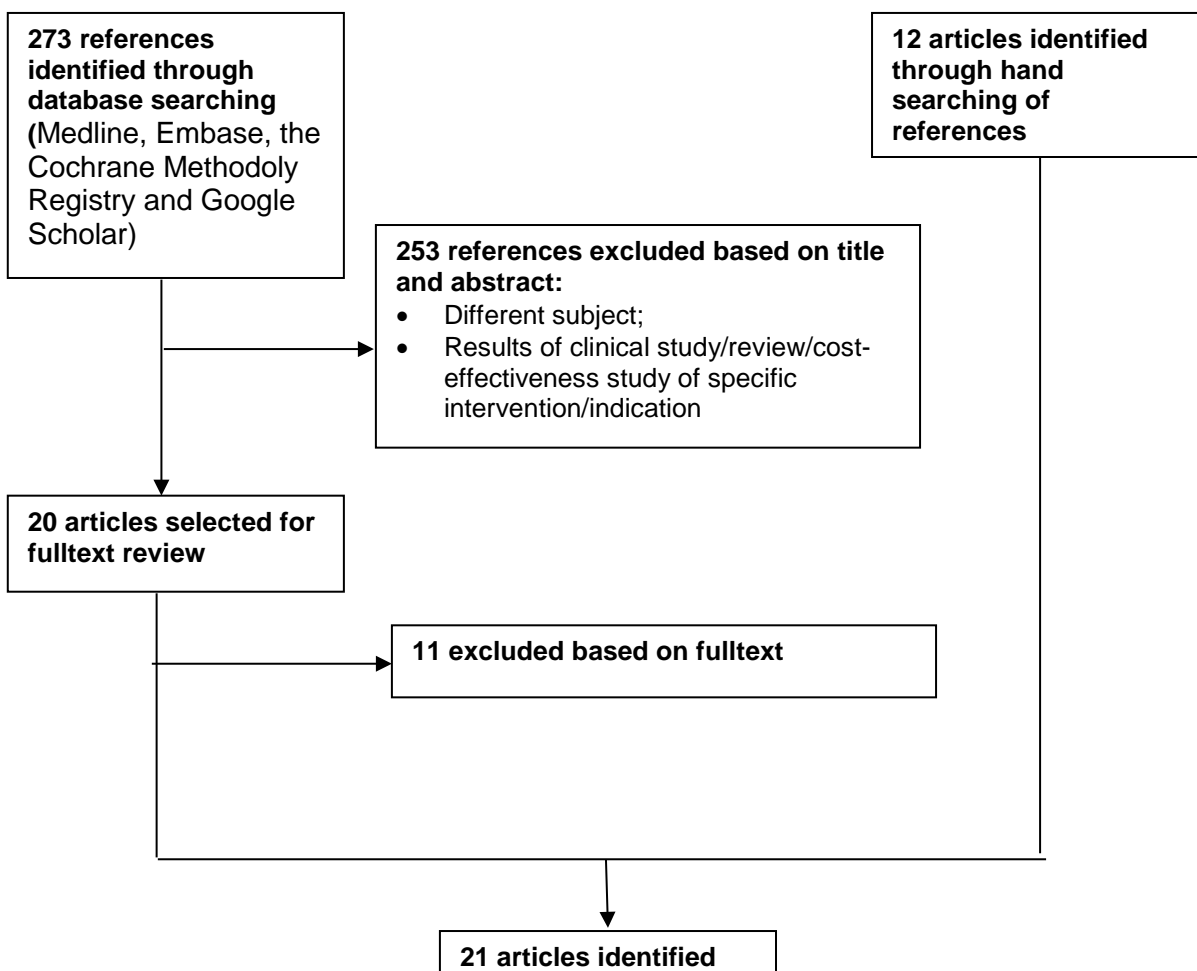 273 references
identified through
database searching
(Medline, Embase, the
Cochrane Methodoly
Registry and Google
Scholar)
12 articles identified
through hand
searching of
references
253 references excluded based on title
and abstract:
• Different subject;
• Results of clinical study/review/cost-
effectiveness study of specific
intervention/indication
20 articles selected for
fulltext review
11 excluded based on fulltext
21 articles identified